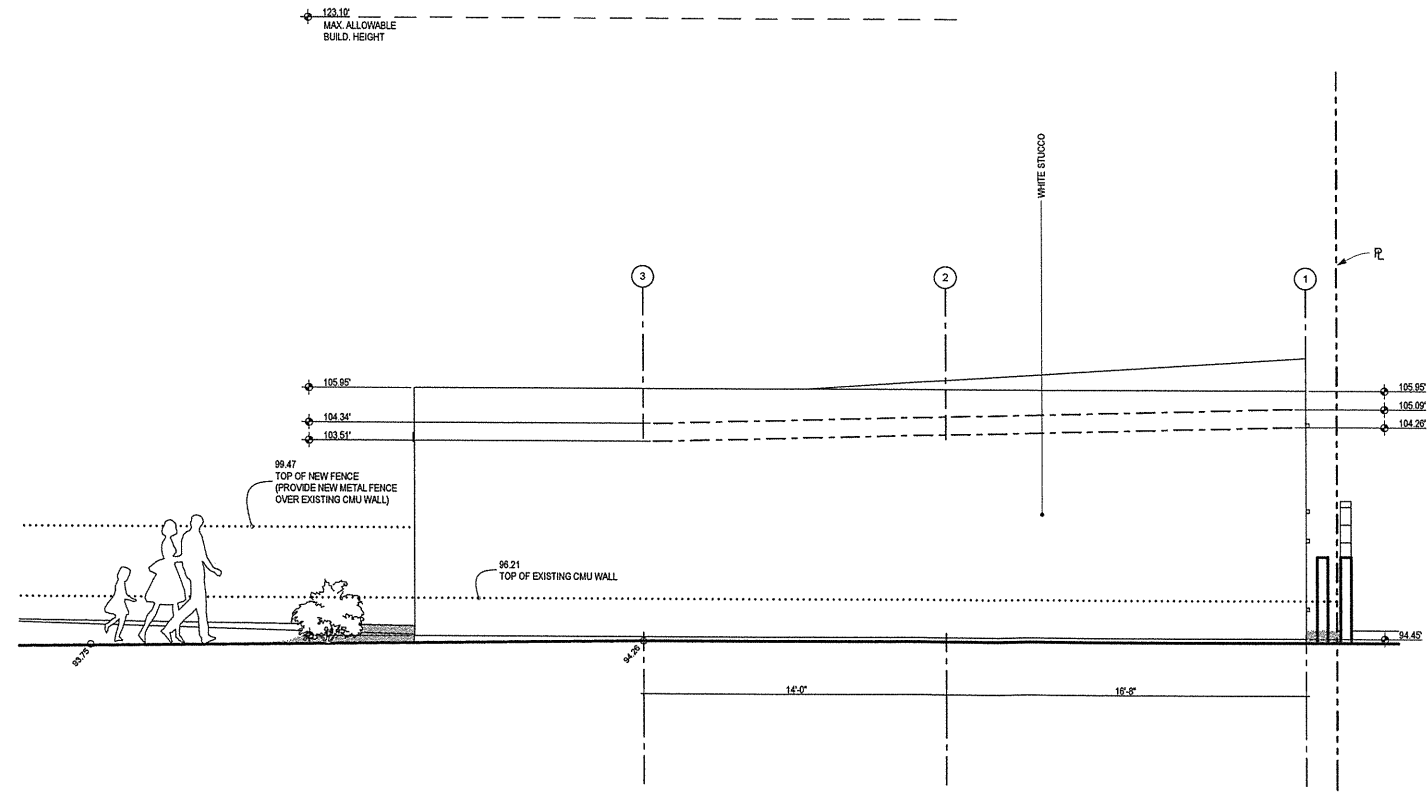 123.10'
MAX. ALLOWABLE
BUILD. HEIGHT
WHITE STUCCO
PL
3
2
1
105.95'
104.34'
103.51'
105.95'
105.09'
104.26'
99.47
TOP OF NEW FENCE
(PROVIDE NEW METAL FENCE
OVER EXISTING CMU WALL)
96.21
TOP OF EXISTING CMU WALL
94.45'
93.75
94.26
94.45'
14'-0"
16'-8"